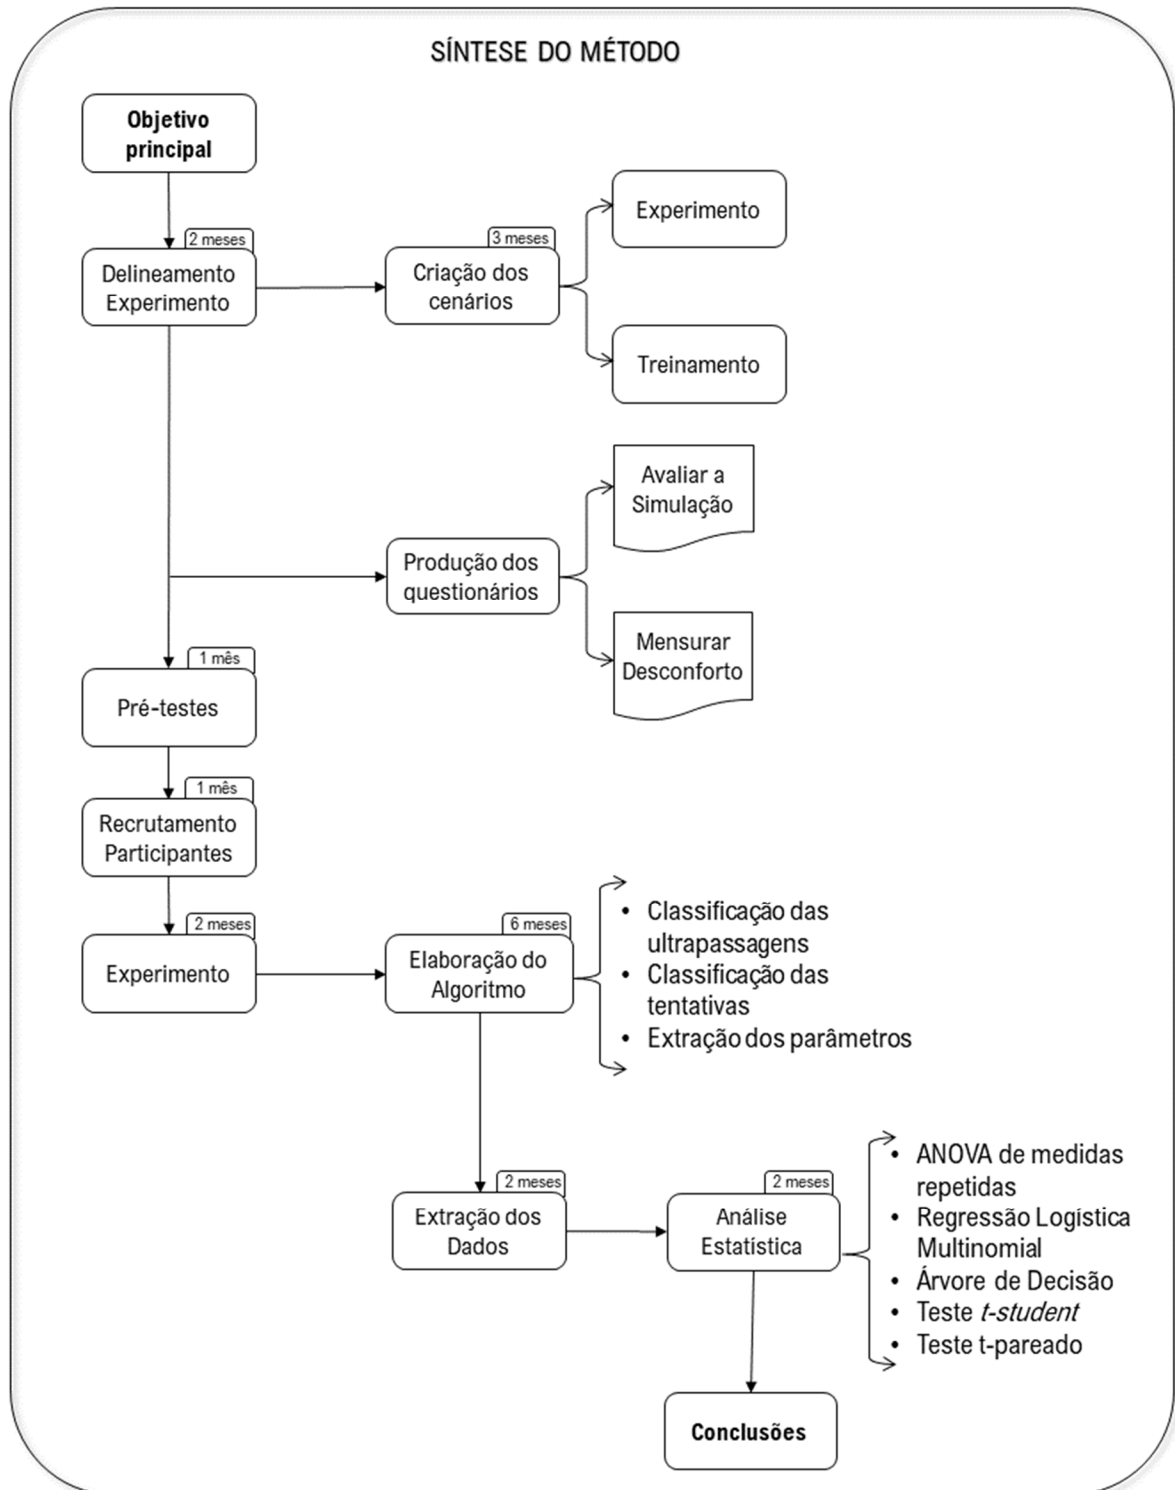 SÍNTESE DO MÉTODO
Objetivo
principal
2 meses
Delineamento
Experimento
3 meses
Criação dos
cenários
Experimento
Treinamento
Produção dos
questionários
Avaliar a
Simulação
Mensurar
Desconforto
1 mês
Pré-testes
1 mês
Recrutamento
Participantes
2 meses
Experimento
6 meses
Elaboração do
Algoritmo
• Classificação das
ultrapassagens
• Classificação das
tentativas
• Extração dos parâmetros
2 meses
Extração dos
Dados
2 meses
Análise
Estatística
• ANOVA de medidas
repetidas
• Regressão Logística
Multinomial
• Árvore de Decisão
• Teste t-student
• Teste t-pareado
Conclusões